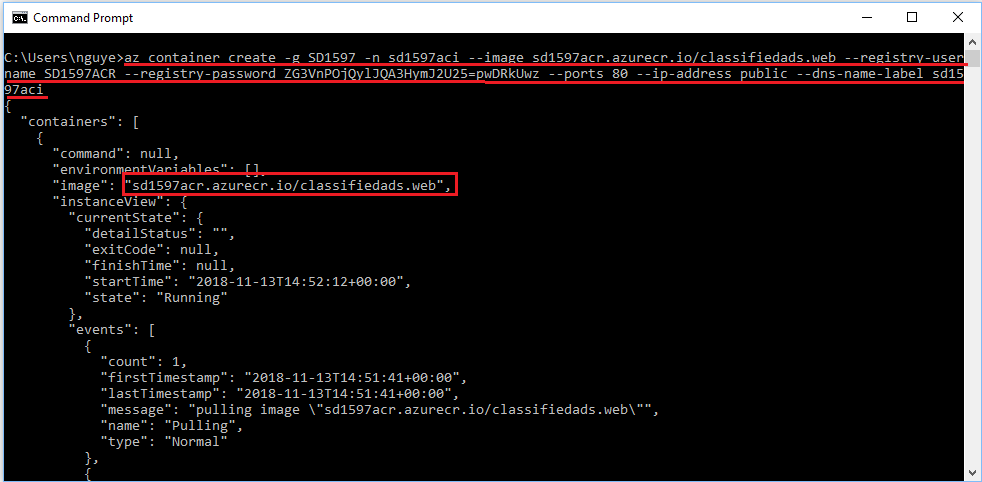 Command Prompt
C:\Users\nguye>az container create -g SD1597 -n sd1597aci --image sd1597acr.azurecr.io/classifiedads.web --registry-user
name SD1597ACR --registry-password ZG3VnPOjQylJQA3HymJ2U25=pwDRkUwz --ports 80 --ip-address public --dns-name-label sd15
97aci
{
  "containers": [
    {
      "command": null,
      "environmentVariables": [],
      "image": "sd1597acr.azurecr.io/classifiedads.web",
      "instanceView": {
        "currentState": {
          "detailStatus": "",
          "exitCode": null,
          "finishTime": null,
          "startTime": "2018-11-13T14:52:12+00:00",
          "state": "Running"
        },
        "events": [
          {
            "count": 1,
            "firstTimestamp": "2018-11-13T14:51:41+00:00",
            "lastTimestamp": "2018-11-13T14:51:41+00:00",
            "message": "pulling image \"sd1597acr.azurecr.io/classifiedads.web\"",
            "name": "Pulling",
            "type": "Normal"
          },
          {